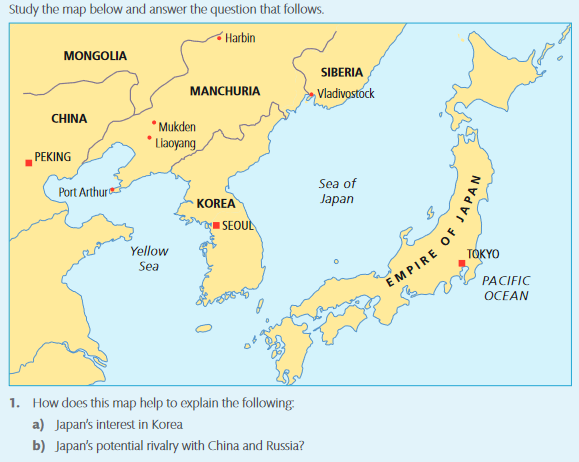 Study the map below and answer the question that follows.
Harbin
MONGOLIA
SIBERIA
MANCHURIA
Vladivostock
CHINA
Mukden
Liaoyang
PEKING
Port Arthur
Sea of
Japan
KOREA
SEOUL
EMPIRE OF JAPAN
Yellow
Sea
TOKYO
PACIFIC
OCEAN
1. How does this map help to explain the following:
a) Japan's interest in Korea
b) Japan's potential rivalry with China and Russia?